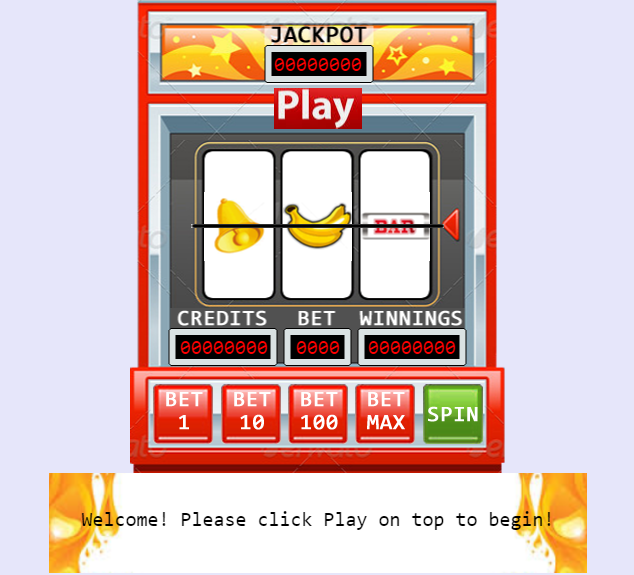 JACKPOT
00000000
Play
BAR
CREDITS BET WINNINGS
00000000 0000 00000000
BET 1
BET 10
BET 100
BET MAX
SPIN
Welcome! Please click Play on top to begin!